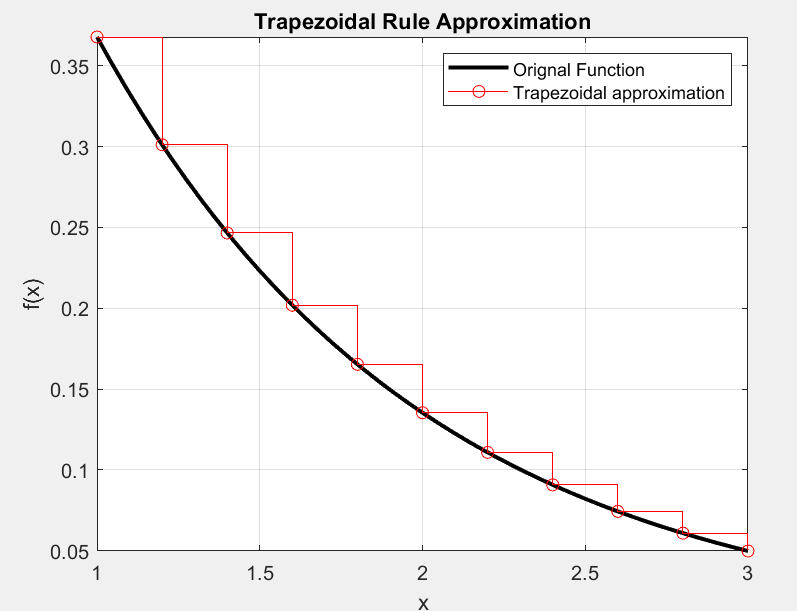 Trapezoidal Rule Approximation
Orignal Function
Trapezoidal approximation
f(x)
0.35
0.3
0.25
0.2
0.15
0.1
0.05
1
1.5
2
2.5
3
x